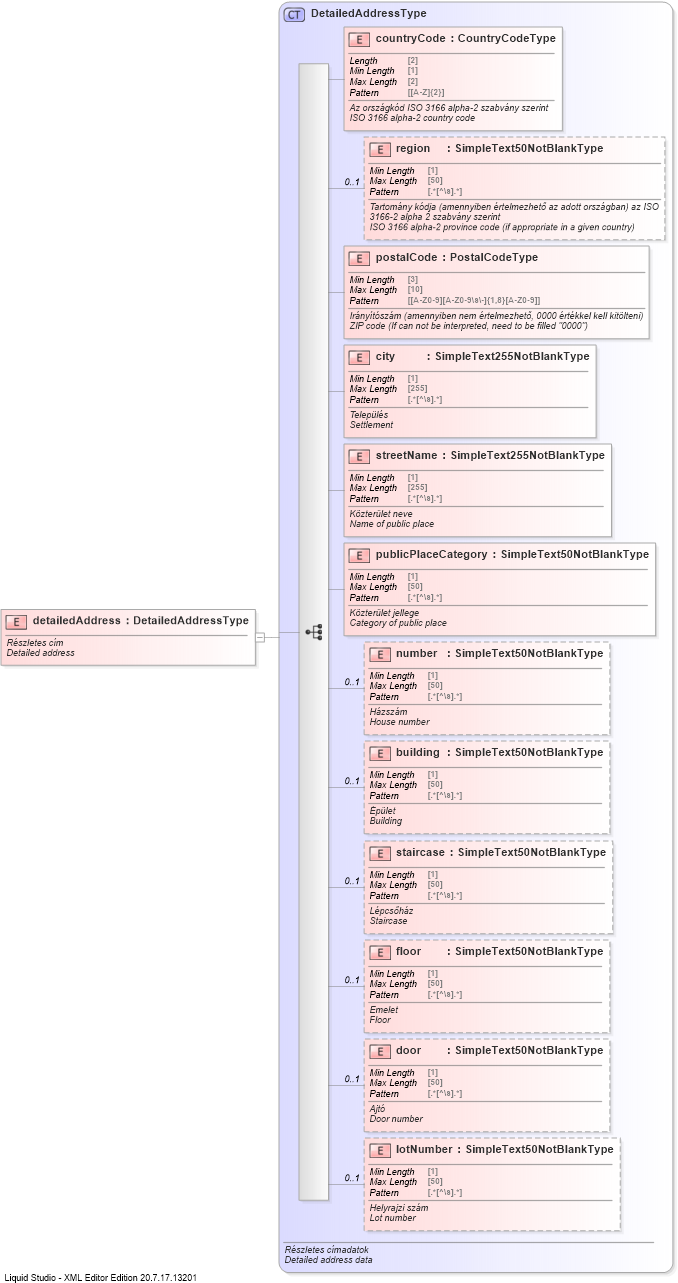 CT DetailedAddressType
E countryCode : CountryCodeType
Length [2]
Min Length [1]
Max Length [2]
Pattern [[A-Z]{2}]
Az országkód ISO 3166 alpha-2 szabvány szerint
ISO 3166 alpha-2 country code
0..1
E region : SimpleText50NotBlankType
Min Length [1]
Max Length [50]
Pattern [.*[^\s].*]
Tartomány kódja (amennyiben értelmezhető az adott országban) az ISO
3166-2 alpha 2 szabvány szerint
ISO 3166 alpha-2 province code (if appropriate in a given country)
E postalCode : PostalCodeType
Min Length [3]
Max Length [10]
Pattern [[A-Z0-9][A-Z0-9\s\-]{1,8}[A-Z0-9]]
Irányítószám (amennyiben nem értelmezhető, 0000 értékkel kell kitölteni)
ZIP code (If can not be interpreted, need to be filled "0000")
E city : SimpleText255NotBlankType
Min Length [1]
Max Length [255]
Pattern [.*[^\s].*]
Település
Settlement
E streetName : SimpleText255NotBlankType
Min Length [1]
Max Length [255]
Pattern [.*[^\s].*]
Közterület neve
Name of public place
E publicPlaceCategory : SimpleText50NotBlankType
Min Length [1]
Max Length [50]
Pattern [.*[^\s].*]
Közterület jellege
Category of public place
E detailedAddress : DetailedAddressType
Részletes cím
Detailed address
0..1
E number : SimpleText50NotBlankType
Min Length [1]
Max Length [50]
Pattern [.*[^\s].*]
Házszám
House number
0..1
E building : SimpleText50NotBlankType
Min Length [1]
Max Length [50]
Pattern [.*[^\s].*]
Épület
Building
0..1
E staircase : SimpleText50NotBlankType
Min Length [1]
Max Length [50]
Pattern [.*[^\s].*]
Lépcsőház
Staircase
0..1
E floor : SimpleText50NotBlankType
Min Length [1]
Max Length [50]
Pattern [.*[^\s].*]
Emelet
Floor
0..1
E door : SimpleText50NotBlankType
Min Length [1]
Max Length [50]
Pattern [.*[^\s].*]
Ajtó
Door number
0..1
E lotNumber : SimpleText50NotBlankType
Min Length [1]
Max Length [50]
Pattern [.*[^\s].*]
Helyrajzi szám
Lot number
Részletes címadatok
Detailed address data
Liquid Studio - XML Editor Edition 20.7.17.13201